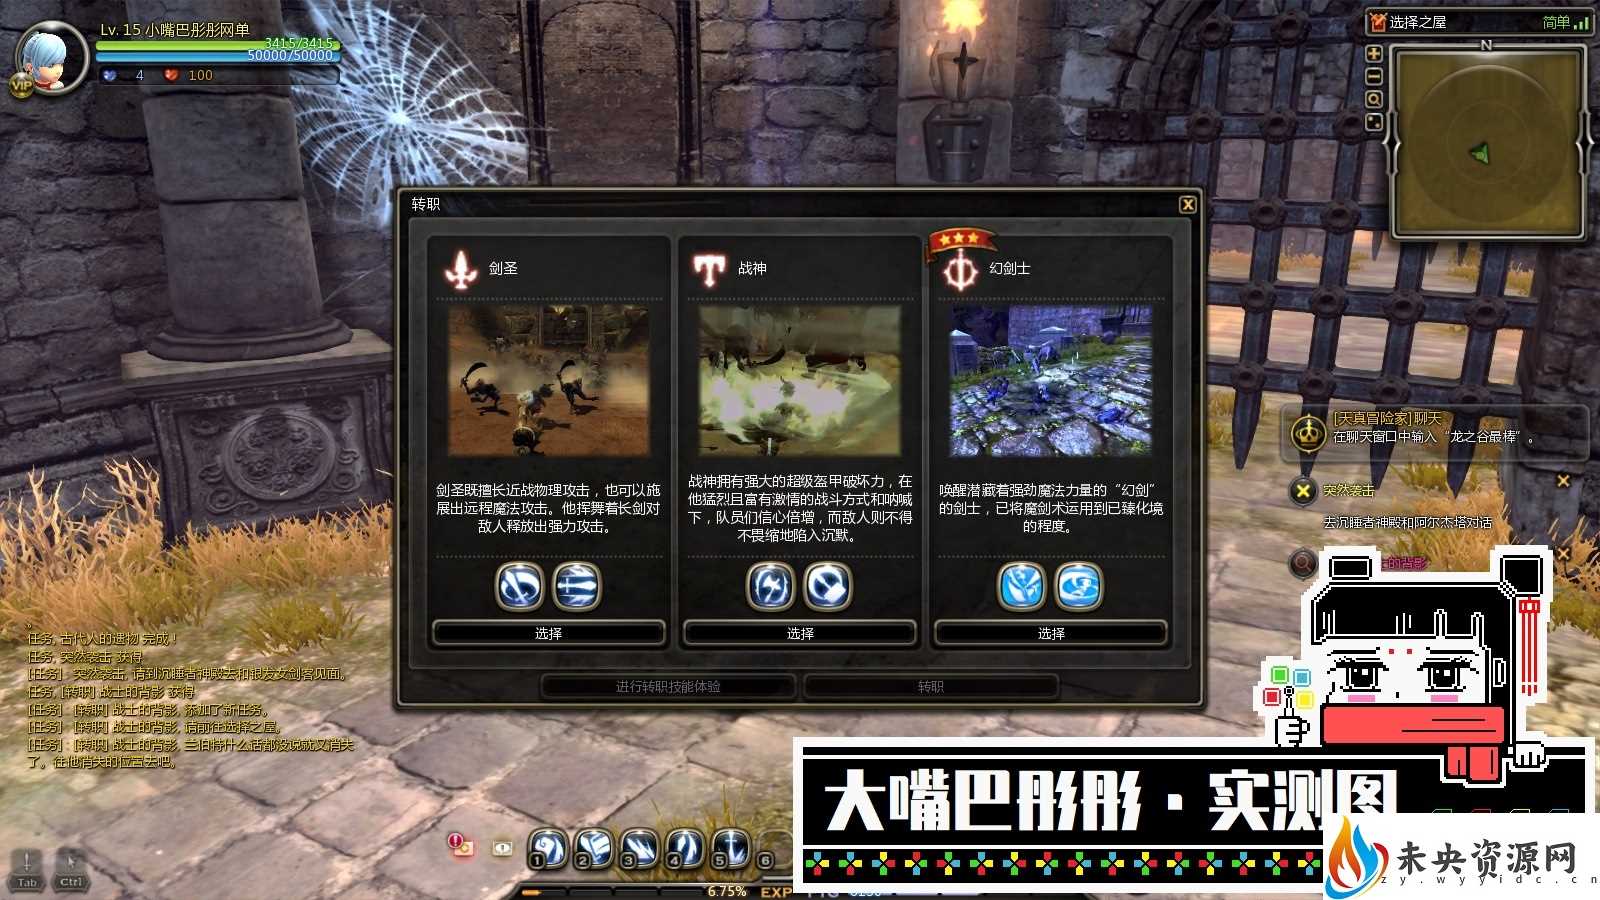 Lv. 15 小嘴巴彤彤网单
3415/3415
50000/50000
VIP
4
100
选择之屋
简单
N
转职
剑圣
战神
幻剑士
剑圣既擅长近战物理攻击，也可以施
展出远程魔法攻击。他挥舞着长剑对
敌人释放出强力攻击。
战神拥有强大的超级盔甲破坏力，在
他猛烈且富有激情的战斗方式和呐喊
下，队员们信心倍增，而敌人则不得
不畏缩地陷入沉默。
唤醒潜藏着强劲魔法力量的“幻剑”
的剑士，已将魔剑术运用到已臻化境
的程度。
选择
选择
选择
进行转职技能体验
转职
[天真冒险家]聊天
在聊天窗口中输入“龙之谷最棒”。
突然袭击
去沉睡者神殿和阿尔杰塔对话
的背影
任务, 古代人的遗物 完成！
任务, 突然袭击 获得
[任务]：突然袭击, 请到沉睡者神殿去和银发女剑客见面。
任务, [转职] 战士的背影 获得
[任务]：[转职] 战士的背影, 添加了新任务。
[任务]：[转职] 战士的背影, 请前往选择之屋。
[任务]：[转职] 战士的背影, 兰伯特什么话都没说就又消失
了。往他消失的位置去吧。
大嘴巴彤彤·实测图
Tab
Ctrl
1
2
3
4
5
6
6.75%
EXP
未央资源网
zy.wyyidc.cn